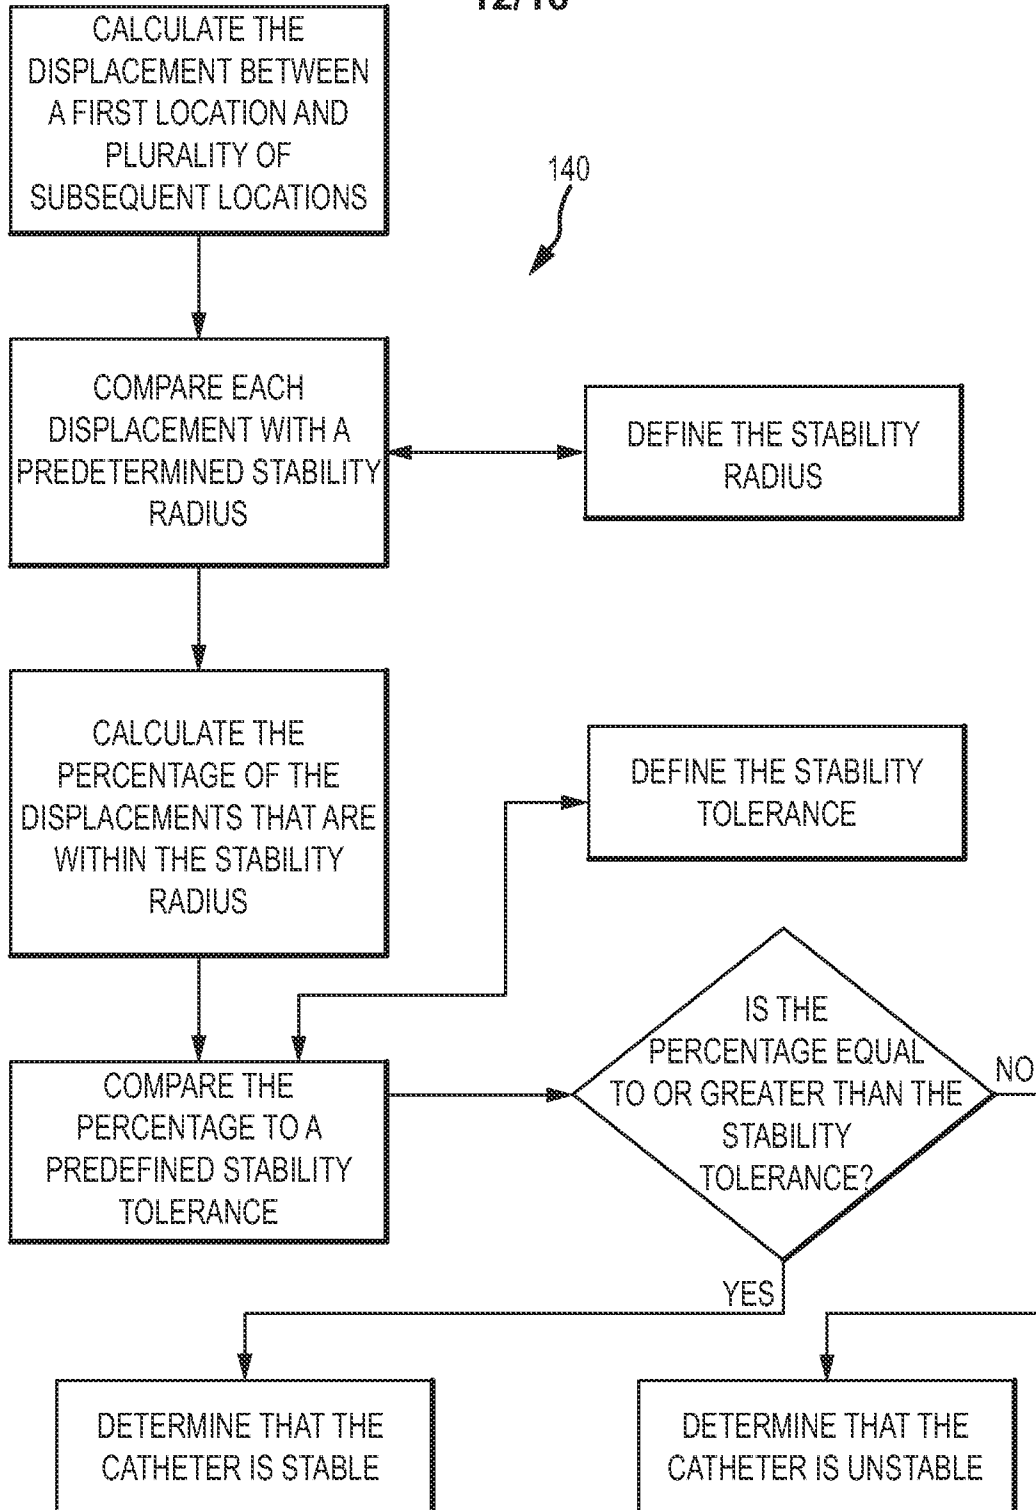 CALCULATE THE
DISPLACEMENT BETWEEN
A FIRST LOCATION AND
PLURALITY OF
SUBSEQUENT LOCATIONS
140
COMPARE EACH
DISPLACEMENT WITH A
PREDETERMINED STABILITY
RADIUS
DEFINE THE STABILITY
RADIUS
CALCULATE THE
PERCENTAGE OF THE
DISPLACEMENTS THAT ARE
WITHIN THE STABILITY
RADIUS
DEFINE THE STABILITY
TOLERANCE
COMPARE THE
PERCENTAGE TO A
PREDEFINED STABILITY
TOLERANCE
IS THE
PERCENTAGE EQUAL
TO OR GREATER THAN THE
STABILITY
TOLERANCE?
NO
YES
DETERMINE THAT THE
CATHETER IS STABLE
DETERMINE THAT THE
CATHETER IS UNSTABLE